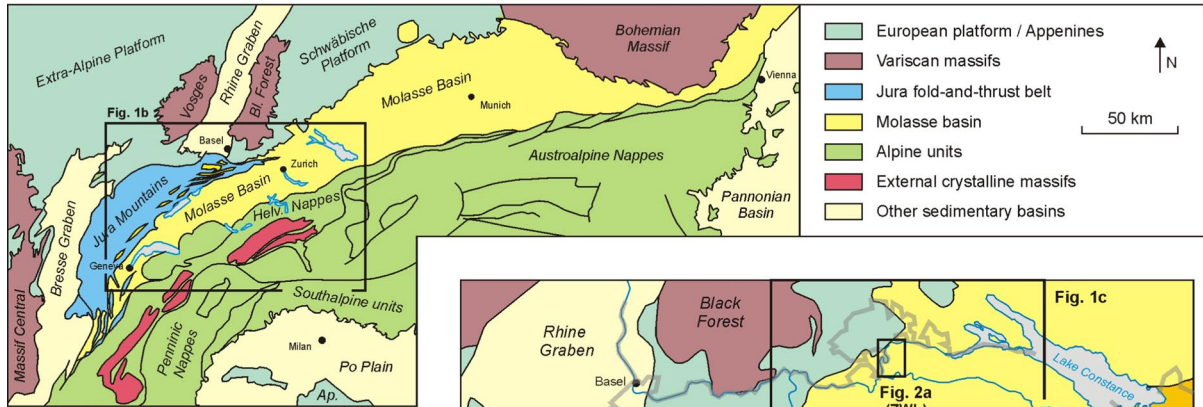 Extra-Alpine Platform
Vosges
Rhine Graben
Bl. Forest
Schwäbische
Platform
Bohemian
Massif
Molasse Basin
Munich
Vienna
Fig. 1b
Basel
Zurich
Jura Mountains
Molasse Basin
Helv. Nappes
Austroalpine Nappes
Pannonian
Basin
Bresse Graben
Geneva
Massif Central
Penninic
Nappes
Southalpine units
Milan
Po Plain
Ap.
European platform / Appenines
Variscan massifs
Jura fold-and-thrust belt
Molasse basin
Alpine units
External crystalline massifs
Other sedimentary basins
N
50 km
Rhine
Graben
Black
Forest
Basel
Fig. 1c
Lake Constance
Fig. 2a
(ZWL)